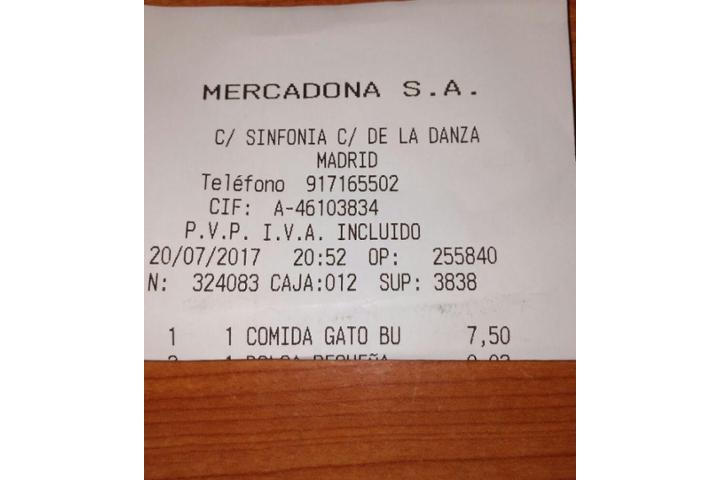 MERCADONA S.A.
C/ SINFONIA C/ DE LA DANZA
MADRID
Teléfono 917165502
CIF: A-46103834
P.V.P. I.V.A. INCLUIDO
20/07/2017 20:52 OP: 255840
N: 324083 CAJA:012 SUP: 3838
1 1 COMIDA GATO BU 7,50